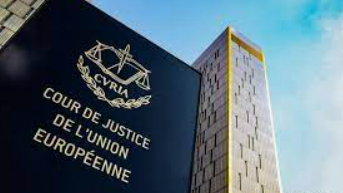 CVRIA
COUR DE JUSTICE
DE L'UNION
EUROPÉENNE